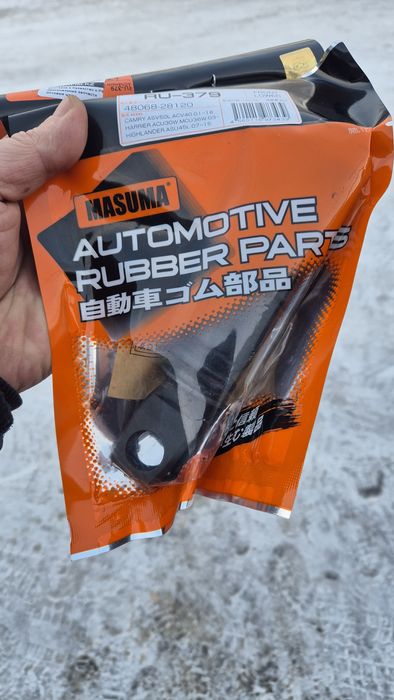 RU-379
48068-28120
CAMRY ASV50L ACV40 01-16
HARRIER ACU30W MCU36W 03-
HIGHLANDER ASU40L 07-16
MASUMA
AUTOMOTIVE
RUBBER PARTS
自動車ゴム部品